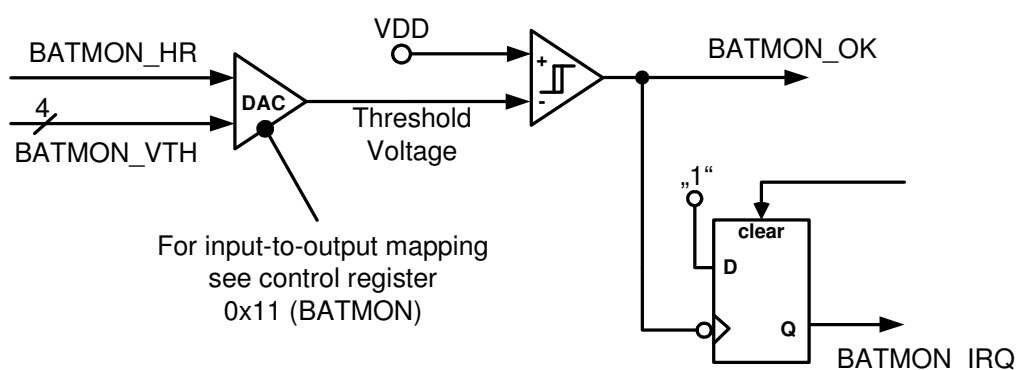 VDD
BATMON_HR
BATMON_OK
+
DAC
-
4
Threshold
Voltage
BATMON_VTH
„1“
clear
For input-to-output mapping
see control register
0x11 (BATMON)
D
Q
BATMON_IRQ